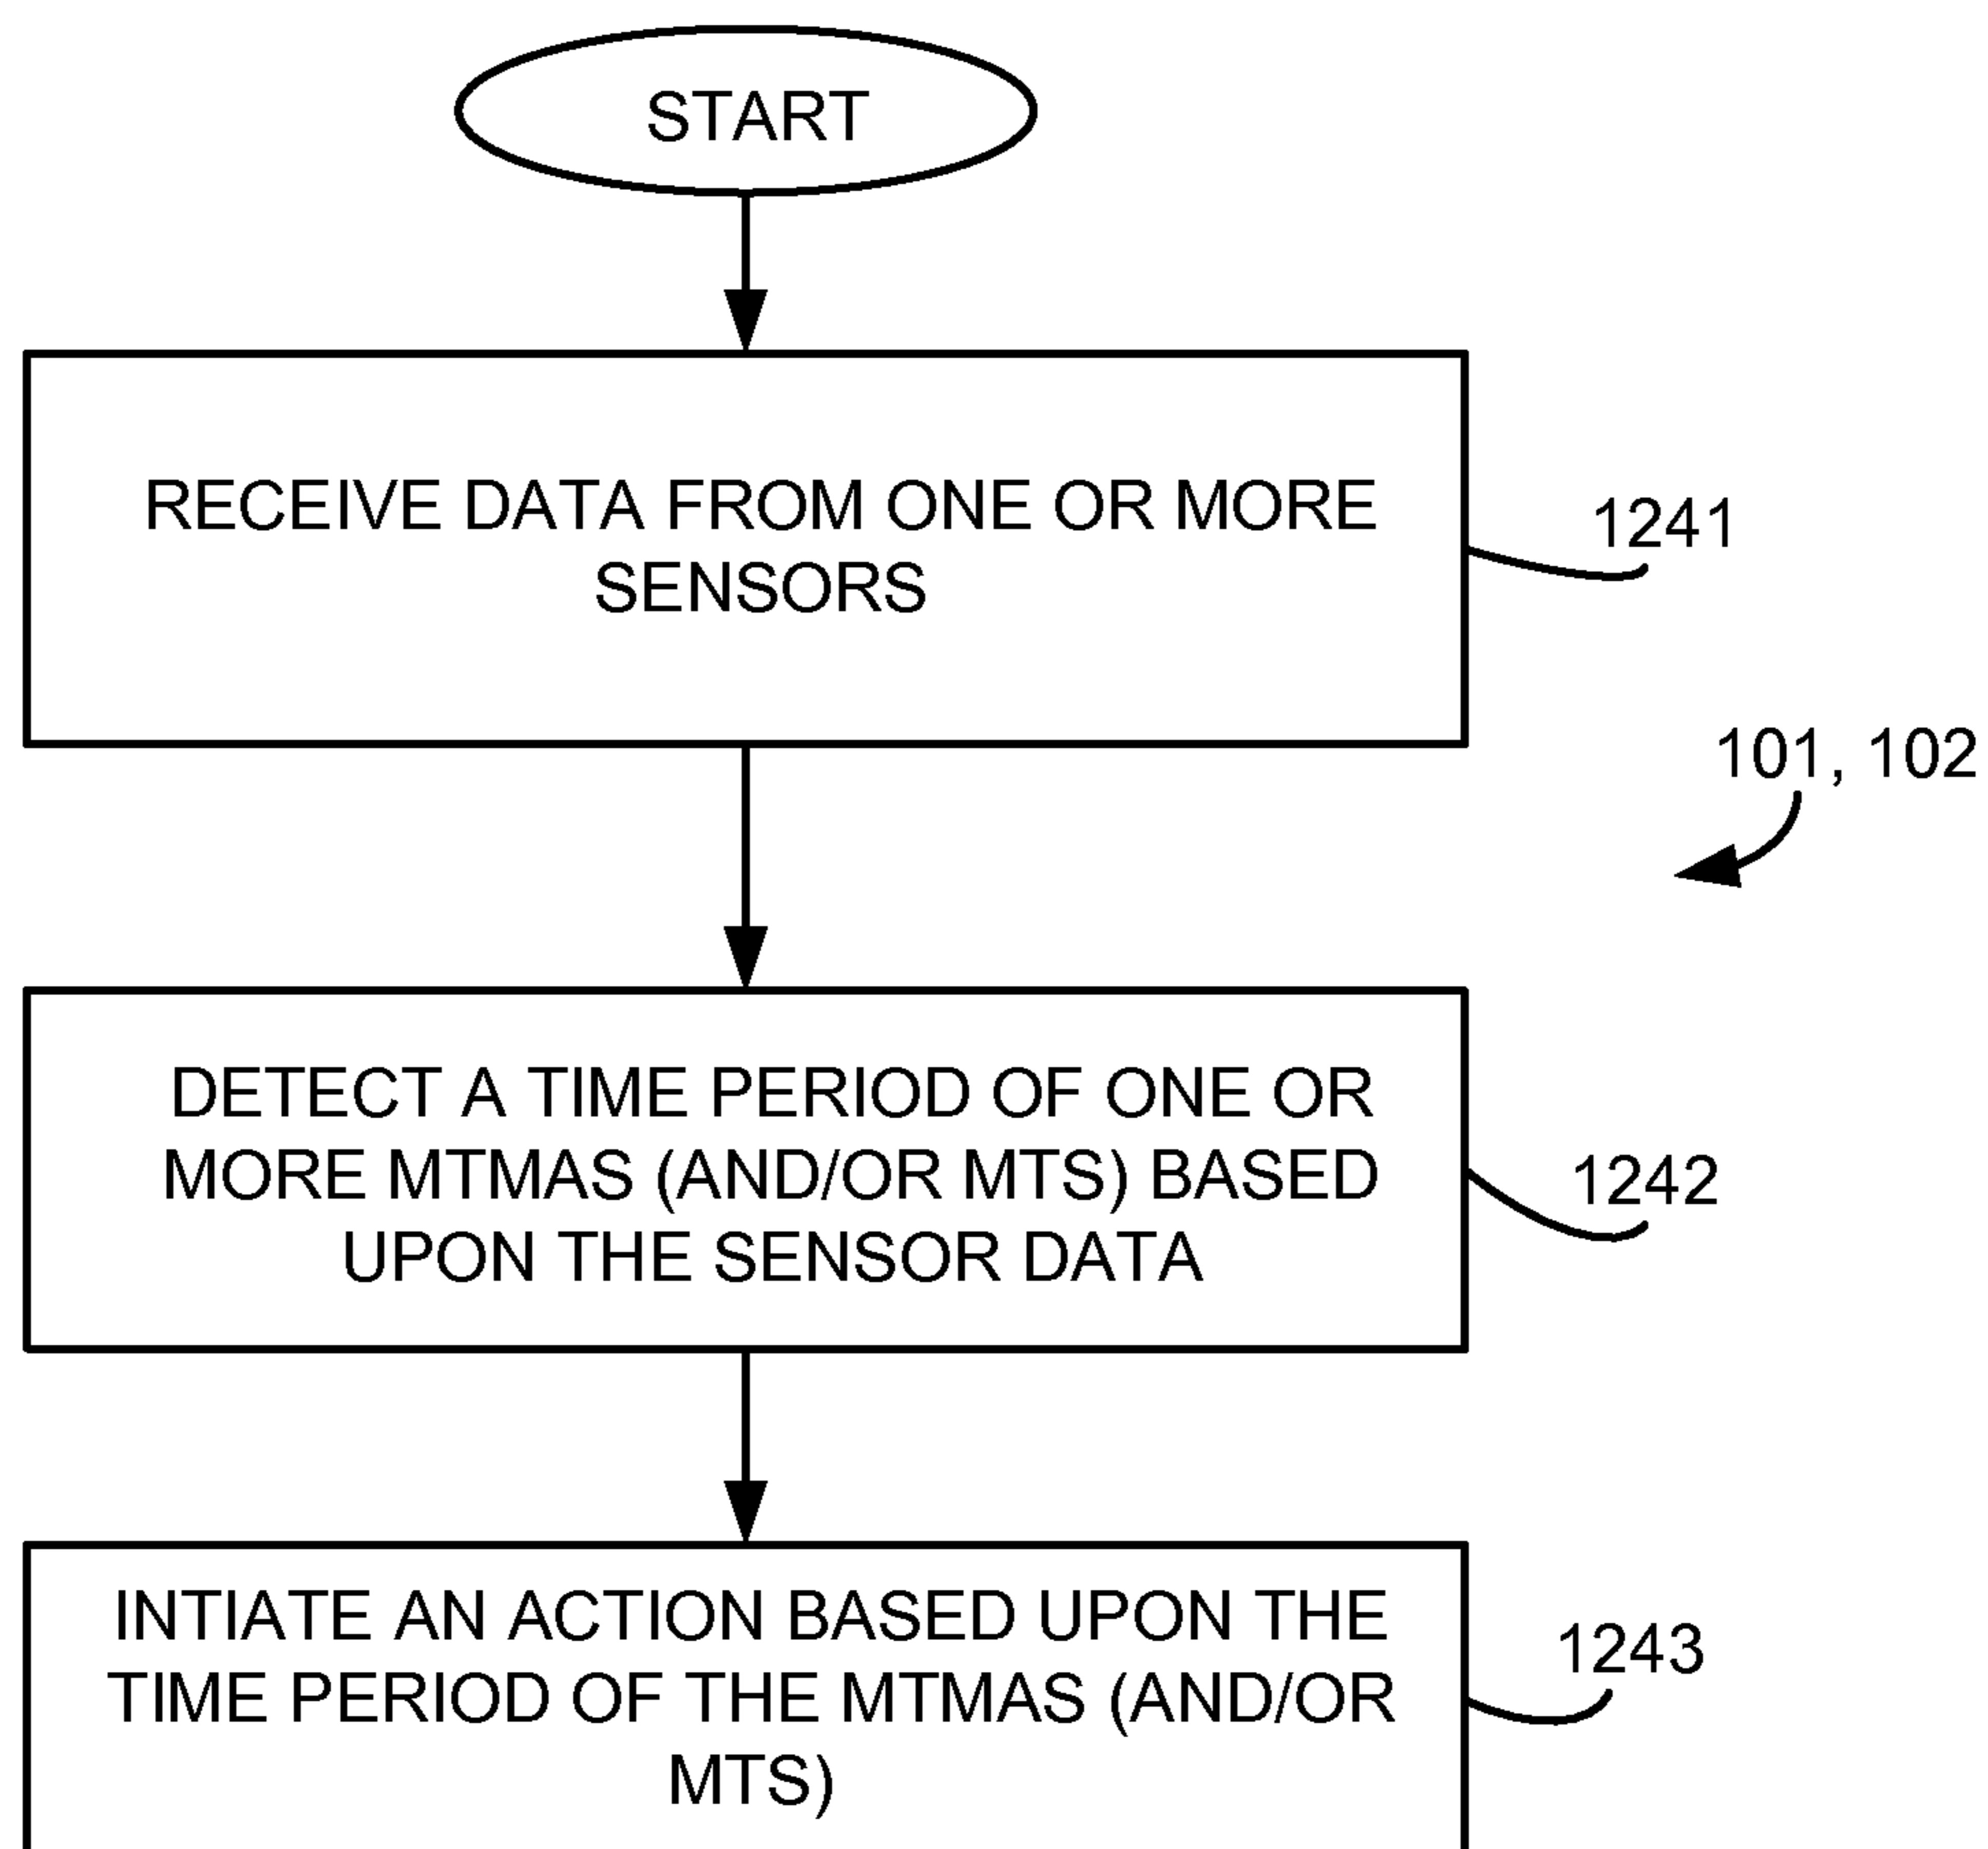 START
RECEIVE DATA FROM ONE OR MORE
SENSORS
1241
101, 102
DETECT A TIME PERIOD OF ONE OR
MORE MTMAS (AND/OR MTS) BASED
UPON THE SENSOR DATA
1242
INTIATE AN ACTION BASED UPON THE
TIME PERIOD OF THE MTMAS (AND/OR
MTS)
1243